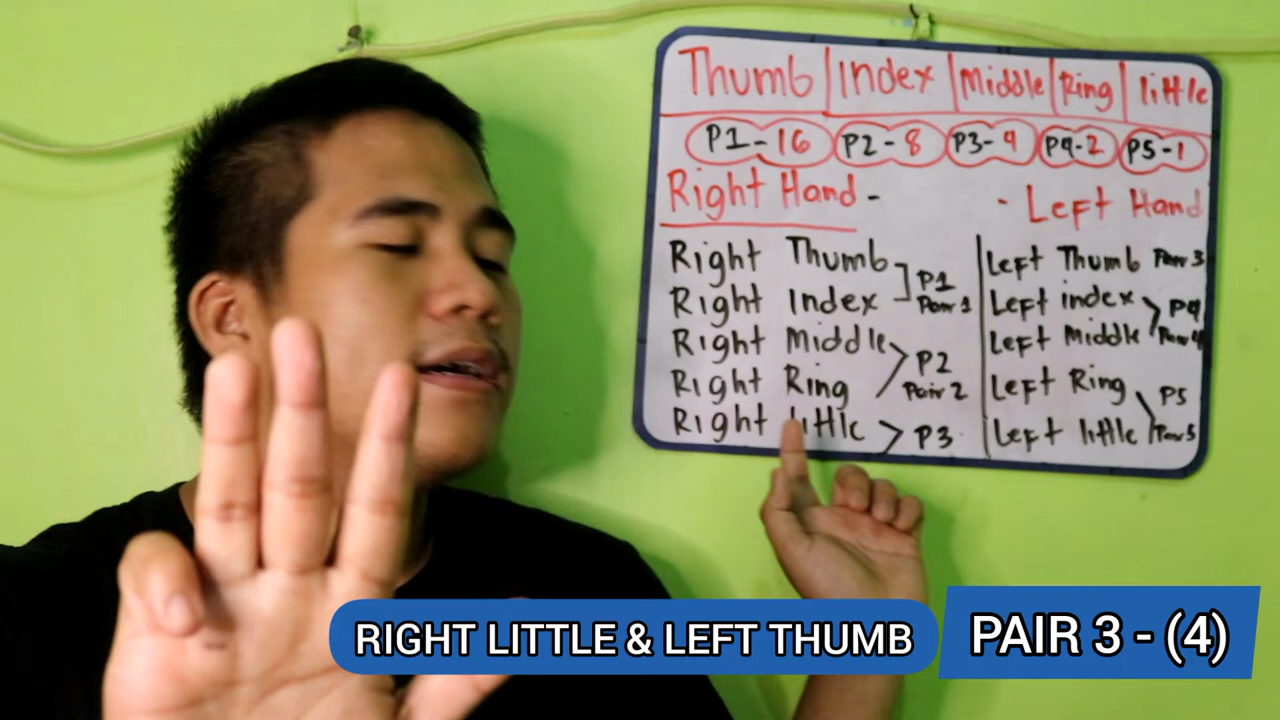 Thumb Index Middle Ring little
P1-16 P2-8 P3-4 P4-2 P5-1
Right Hand - - Left Hand
Right Thumb P1 Left Thumb Pair 3
Right Index Pair 1 Left index P4
Right Middle P2 Left Middle Pair 4
Right Ring Pair 2 Left Ring P5
Right little P3 Left little Pair 5
RIGHT LITTLE & LEFT THUMB PAIR 3 - (4)